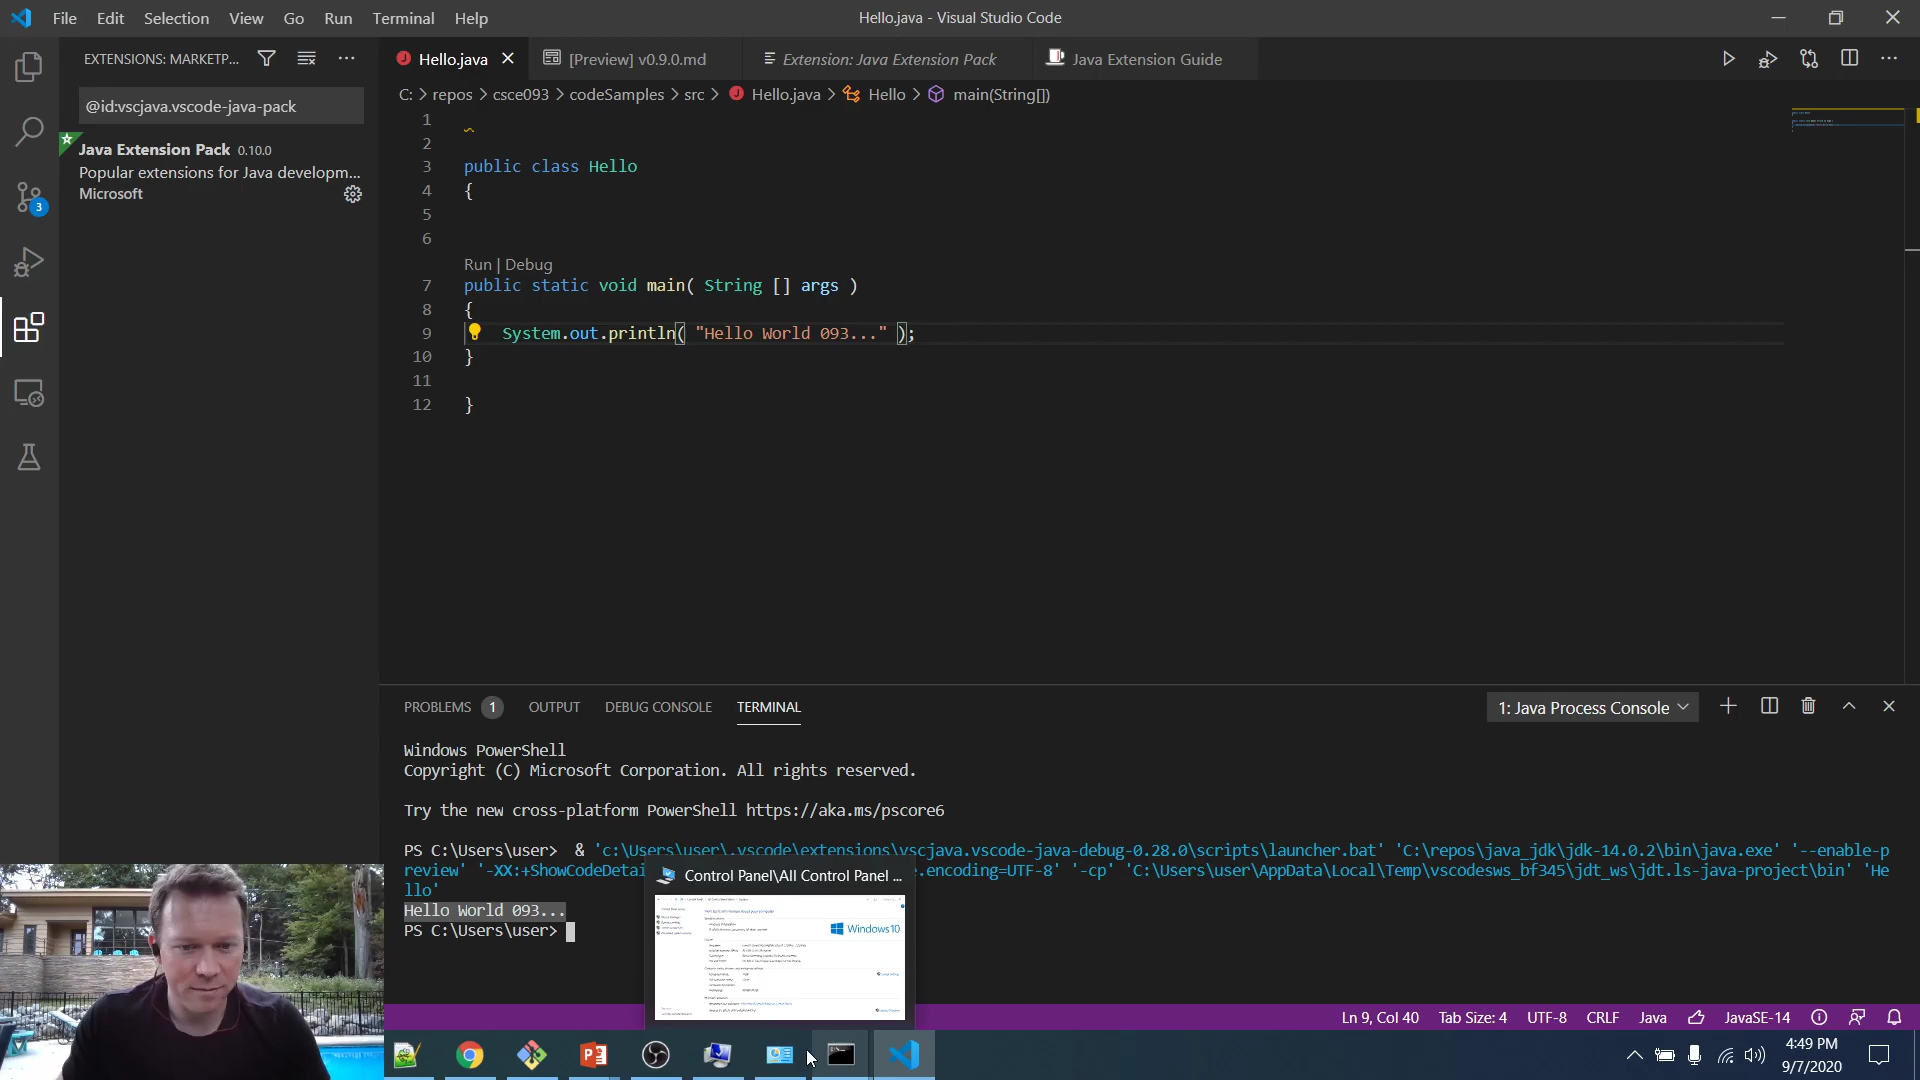 File Edit Selection View Go Run Terminal Help
Hello.java - Visual Studio Code
EXTENSIONS: MARKETP...
Hello.java
[Preview] v0.9.0.md
Extension: Java Extension Pack
Java Extension Guide
@id:vscjava.vscode-java-pack
Java Extension Pack 0.10.0
Popular extensions for Java developm...
Microsoft
3
C: > repos > csce093 > codeSamples > src > Hello.java > Hello > main(String[])
1
2
3 public class Hello
4 {
5
6
Run | Debug
7 public static void main( String [] args )
8 {
9 System.out.println( "Hello World 093..." );
10 }
11
12 }
PROBLEMS 1 OUTPUT DEBUG CONSOLE TERMINAL
1: Java Process Console
Windows PowerShell
Copyright (C) Microsoft Corporation. All rights reserved.
Try the new cross-platform PowerShell https://aka.ms/pscore6
PS C:\Users\user> & 'c:\Users\user\.vscode\extensions\vscjava.vscode-java-debug-0.28.0\scripts\launcher.bat' 'C:\repos\java_jdk\jdk-14.0.2\bin\java.exe' '--enable-p
review' '-XX:+ShowCodeDetai e.encoding=UTF-8' '-cp' 'C:\Users\user\AppData\Local\Temp\vscodesws_bf345\jdt_ws\jdt.ls-java-project\bin' 'He
llo'
Hello World 093...
PS C:\Users\user>
Control Panel\All Control Panel ...
Windows10
Ln 9, Col 40 Tab Size: 4 UTF-8 CRLF Java JavaSE-14
4:49 PM
9/7/2020